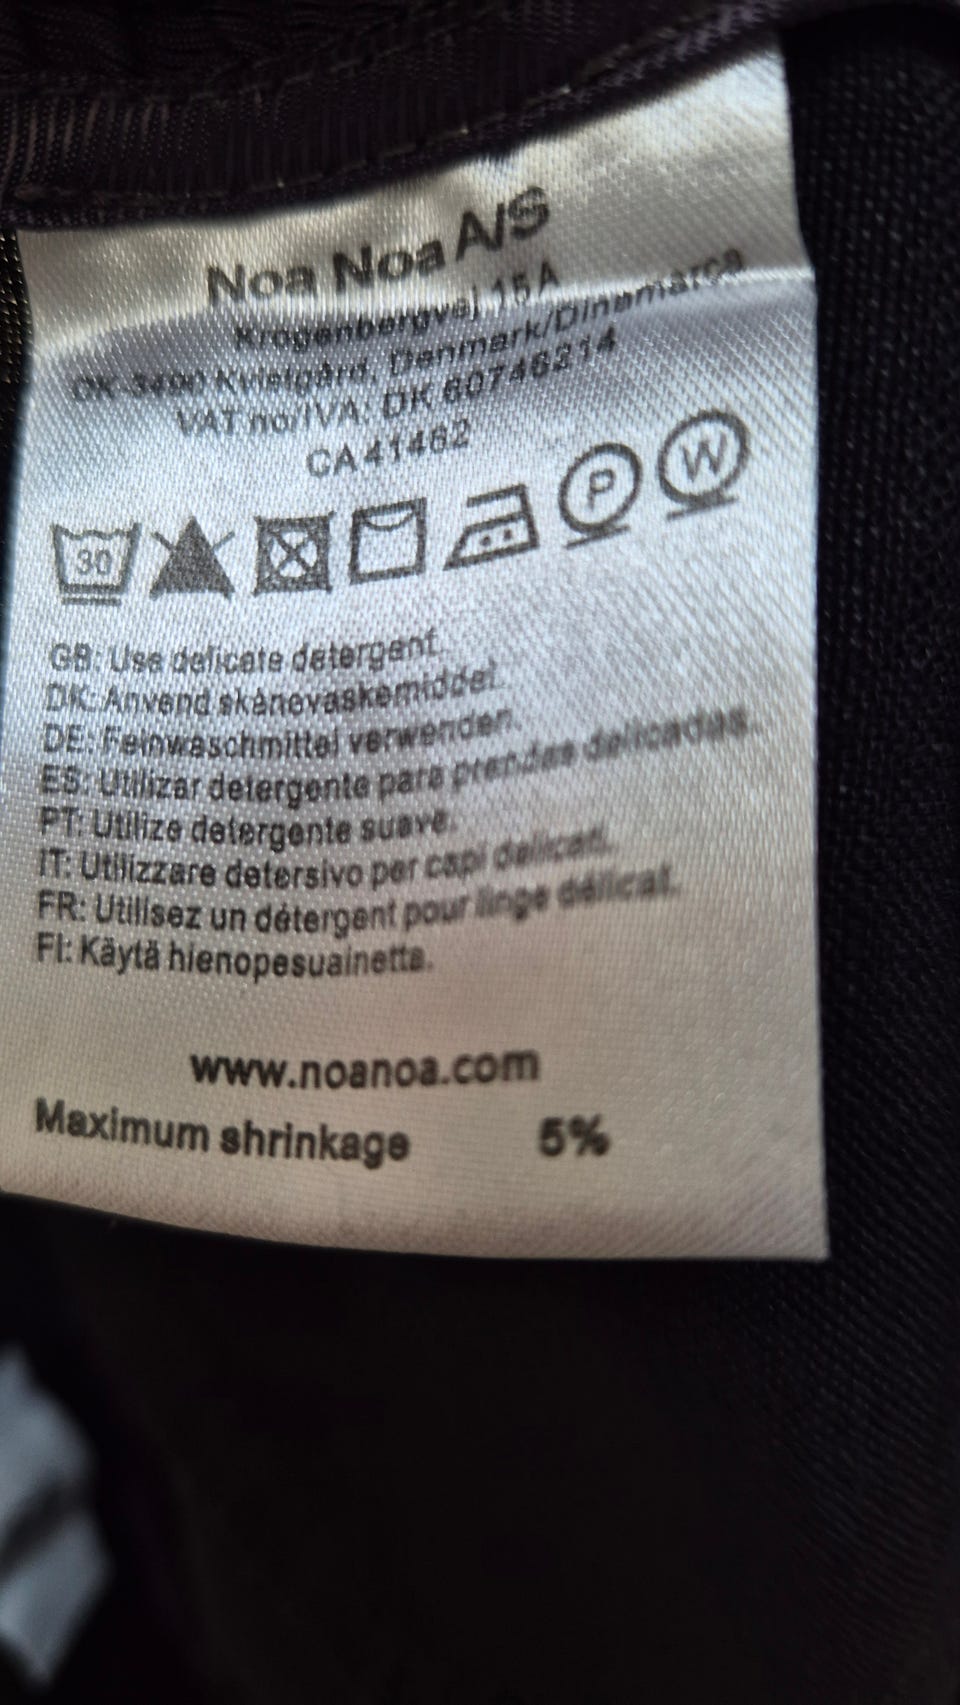 Noa Noa A/S
Krogenbergvej 15A
DK-3490 Kvistgård, Denmark/Dinamarca
VAT no/IVA: DK 60746214
CA41462
30 P W
GB: Use delicate detergent.
DK: Anvend skånevaskemiddel.
DE: Feinwaschmittel verwenden.
ES: Utilizar detergente para prendas delicadas.
PT: Utilize detergente suave.
IT: Utilizzare detersivo per capi delicati.
FR: Utilisez un détergent pour linge délicat.
FI: Käytä hienopesuainetta.
www.noanoa.com
Maximum shrinkage 5%